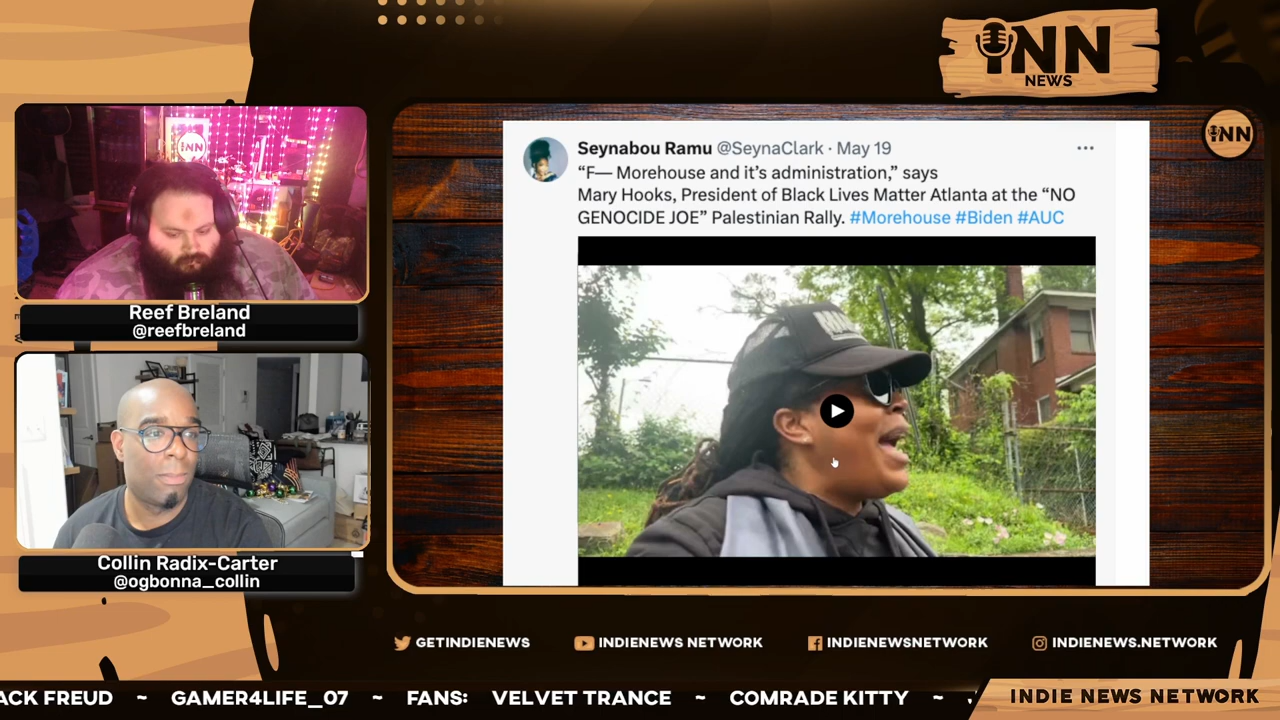 iNN
NEWS
iNN
iNN
Seynabou Ramu @SeynaClark · May 19
“F— Morehouse and it’s administration,” says
Mary Hooks, President of Black Lives Matter Atlanta at the “NO
GENOCIDE JOE” Palestinian Rally. #Morehouse #Biden #AUC
Reef Breland
@reefbreland
Collin Radix-Carter
@ogbonna_collin
GETINDIENEWS
INDIENEWS NETWORK
INDIENEWSNETWORK
INDIENEWS.NETWORK
ACK FREUD ~ GAMER4LIFE_07 ~ FANS: VELVET TRANCE ~ COMRADE KITTY ~
INDIE NEWS NETWORK